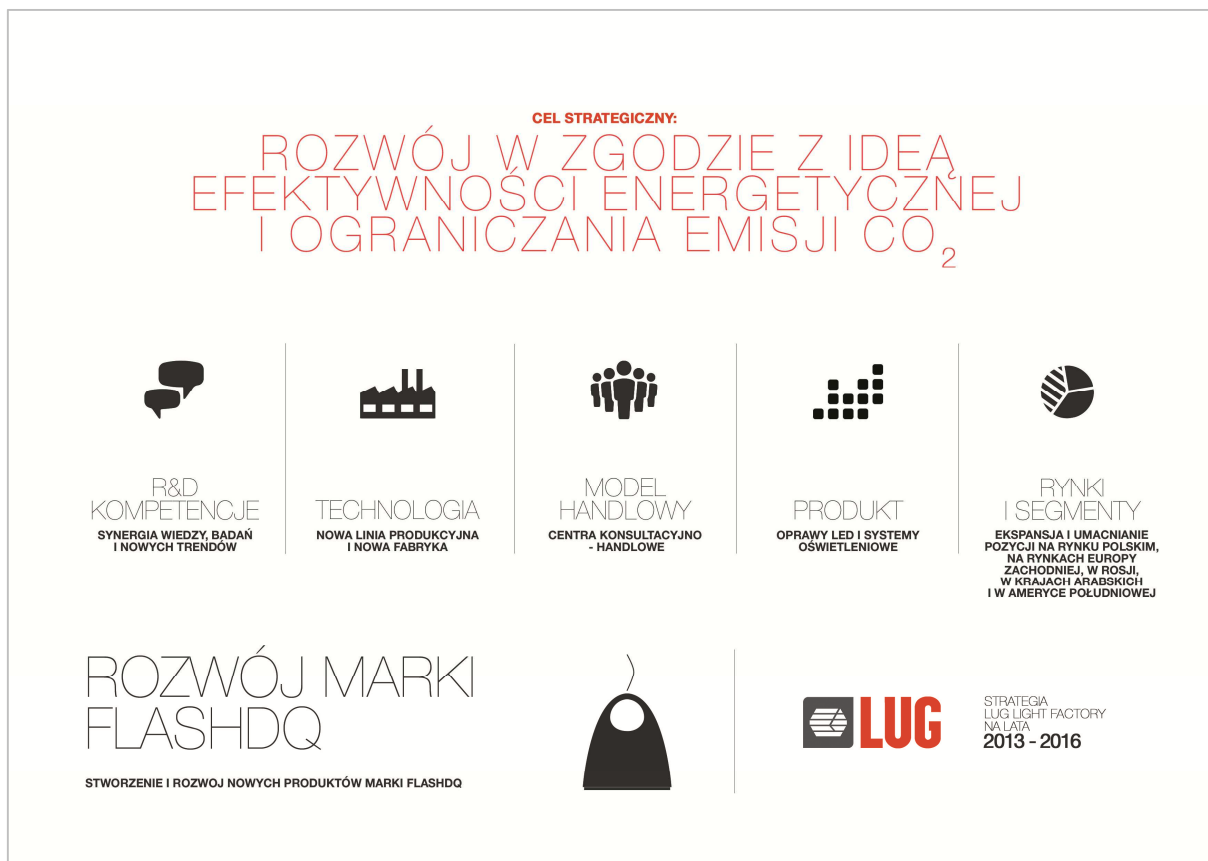 CEL STRATEGICZNY:
ROZWÓJ W ZGODZIE Z IDEĄ
EFEKTYWNOŚCI ENERGETYCZNEJ
I OGRANICZANIA EMISJI CO₂
R&D
KOMPETENCJE
SYNERGIA WIEDZY, BADAŃ
I NOWYCH TRENDÓW
TECHNOLOGIA
NOWA LINIA PRODUKCYJNA
I NOWA FABRYKA
MODEL
HANDLOWY
CENTRA KONSULTACYJNO
- HANDLOWE
PRODUKT
OPRAWY LED I SYSTEMY
OŚWIETLENIOWE
RYNKI
I SEGMENTY
EKSPANSJA I UMACNIANIE
POZYCJI NA RYNKU POLSKIM,
NA RYNKACH EUROPY
ZACHODNIEJ, W ROSJI,
W KRAJACH ARABSKICH
I W AMERYCE POŁUDNIOWEJ
ROZWÓJ MARKI
FLASHDQ
STWORZENIE I ROZWOJ NOWYCH PRODUKTÓW MARKI FLASHDQ
LUG
STRATEGIA
LUG LIGHT FACTORY
NA LATA
2013 - 2016